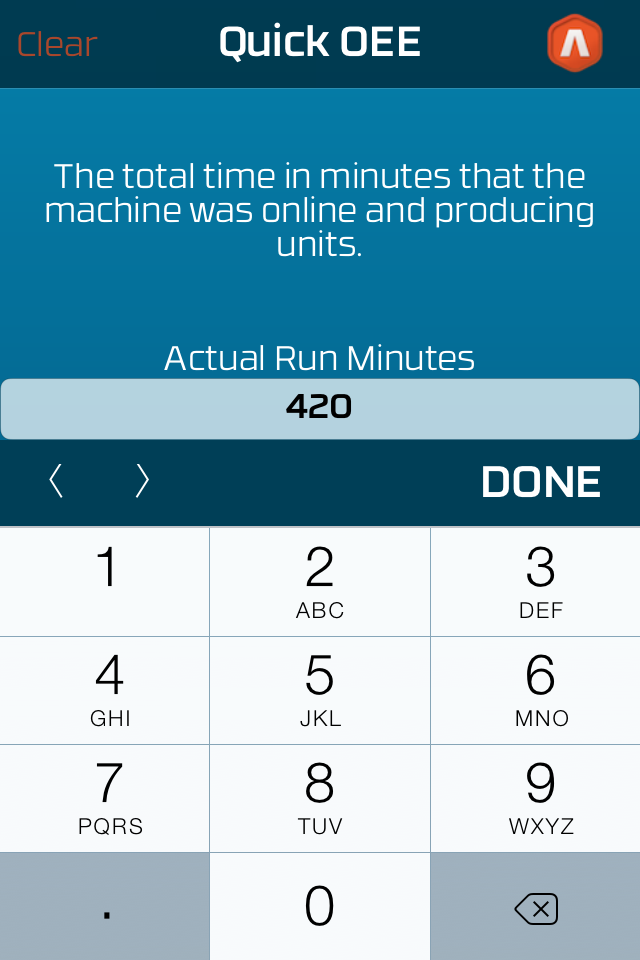 Clear
Quick OEE
The total time in minutes that the
machine was online and producing
units.
Actual Run Minutes
420
DONE
1
2
3
ABC
DEF
4
5
6
GHI
JKL
MNO
7
8
9
PQRS
TUV
WXYZ
.
0